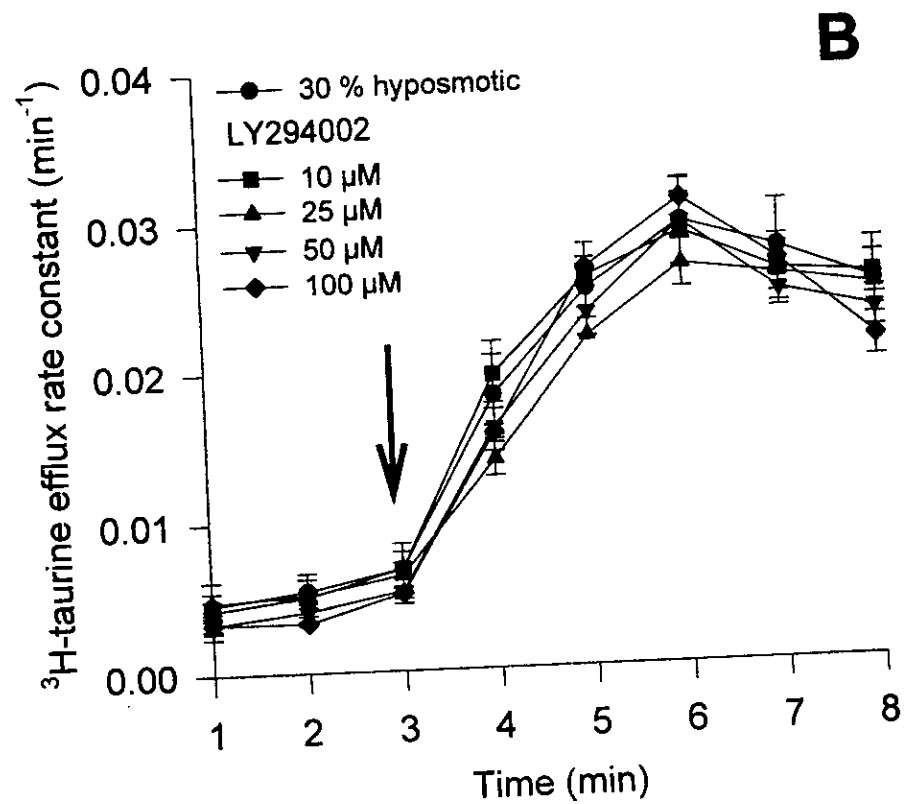 B
³H-taurine efflux rate constant (min⁻¹)
0.04
0.03
0.02
0.01
0.00
30 % hyposmotic
LY294002
10 µM
25 µM
50 µM
100 µM
1 2 3 4 5 6 7 8
Time (min)